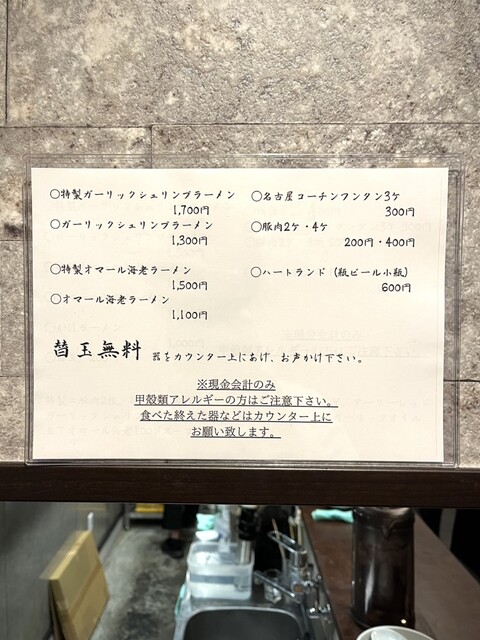 ○特製ガーリックシュリンプラーメン
1,700円
○ガーリックシュリンプラーメン
1,300円
○特製オマール海老ラーメン
1,500円
○オマール海老ラーメン
1,100円
○名古屋コーチンワンタン3ケ
300円
○豚肉2ケ・4ケ
200円・400円
○ハートランド (瓶ビール小瓶)
600円
替玉無料 器をカウンター上にあげ、お声かけ下さい。
※現金会計のみ
甲殻類アレルギーの方はご注意下さい。
食べた終えた器などはカウンター上に
お願い致します。